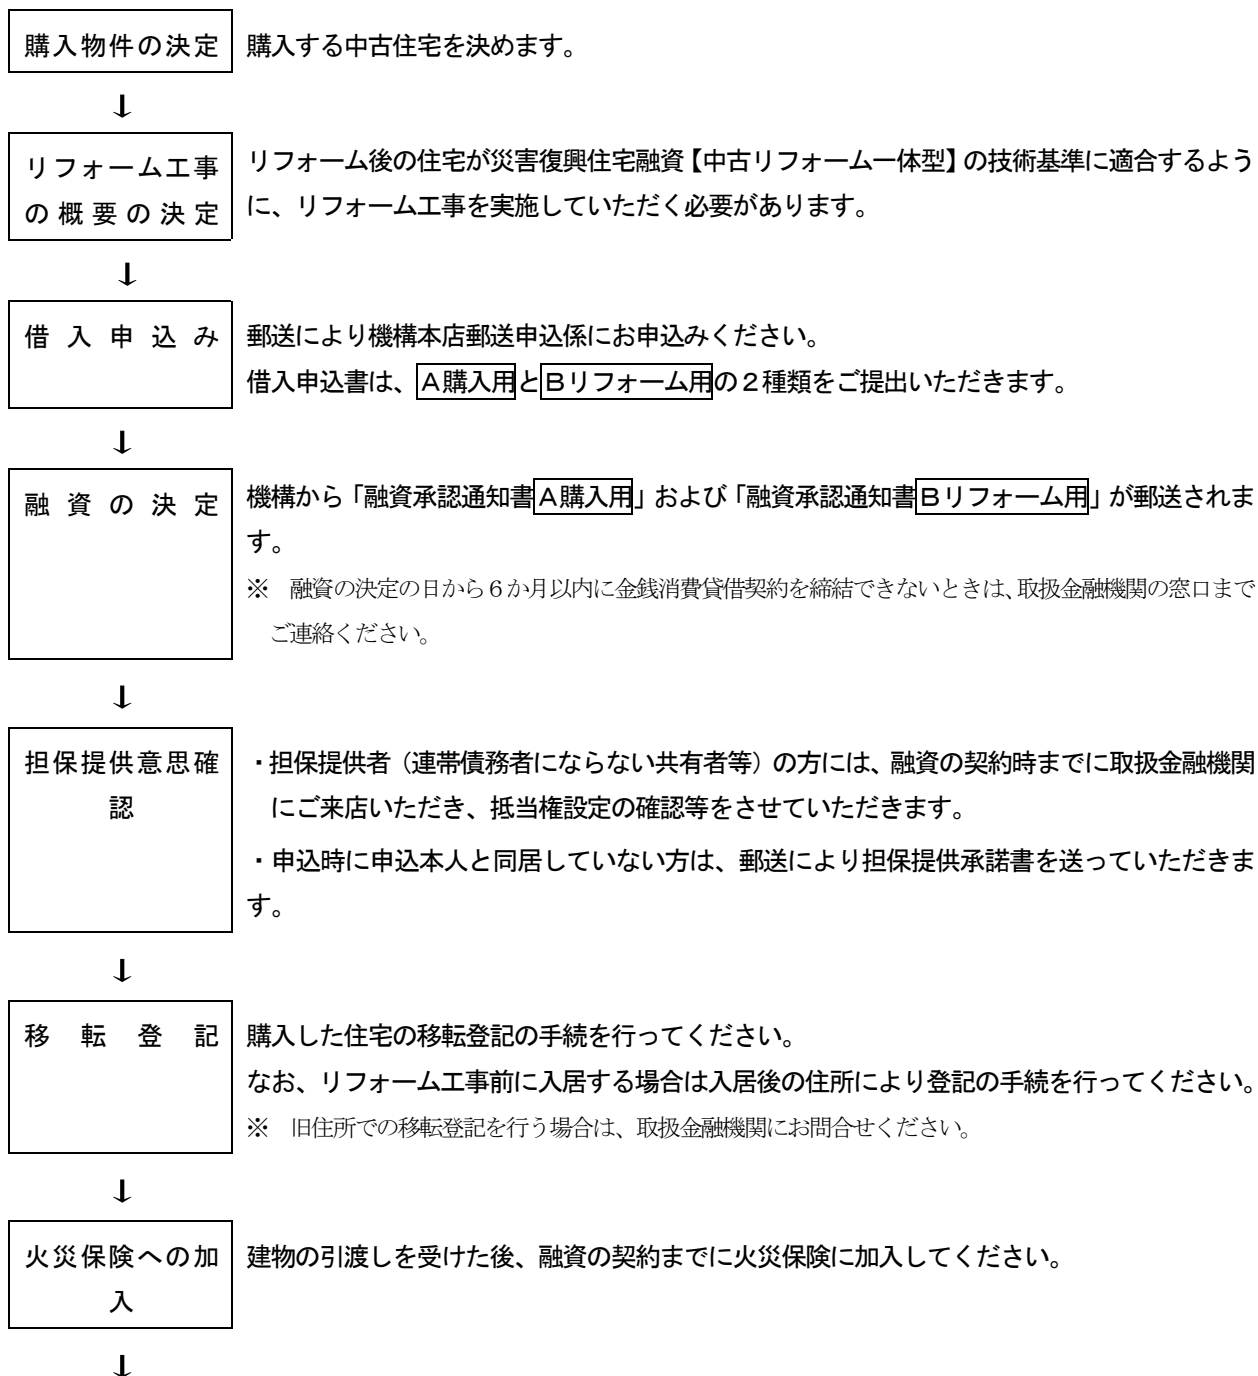 購入物件の決定 購入する中古住宅を決めます。
↓
リフォーム工事 リフォーム後の住宅が災害復興住宅融資【中古リフォーム一体型】の技術基準に適合するよう
の概要の決定 に、リフォーム工事を実施していただく必要があります。
↓
借入申込み 郵送により機構本店郵送申込係にお申込みください。
借入申込書は、A購入用とBリフォーム用の2種類をご提出いただきます。
↓
融資の決定 機構から「融資承認通知書A購入用」および「融資承認通知書Bリフォーム用」が郵送されま
す。
※ 融資の決定の日から6か月以内に金銭消費貸借契約を締結できないときは、取扱金融機関の窓口まで
ご連絡ください。
↓
担保提供意思確 ・担保提供者(連帯債務者にならない共有者等)の方には、融資の契約時までに取扱金融機関
認 にご来店いただき、抵当権設定の確認等をさせていただきます。
・申込時に申込本人と同居していない方は、郵送により担保提供承諾書を送っていただきま
す。
↓
移転登記 購入した住宅の移転登記の手続を行ってください。
なお、リフォーム工事前に入居する場合は入居後の住所により登記の手続を行ってください。
※ 旧住所での移転登記を行う場合は、取扱金融機関にお問合せください。
↓
火災保険への加 建物の引渡しを受けた後、融資の契約までに火災保険に加入してください。
入
↓